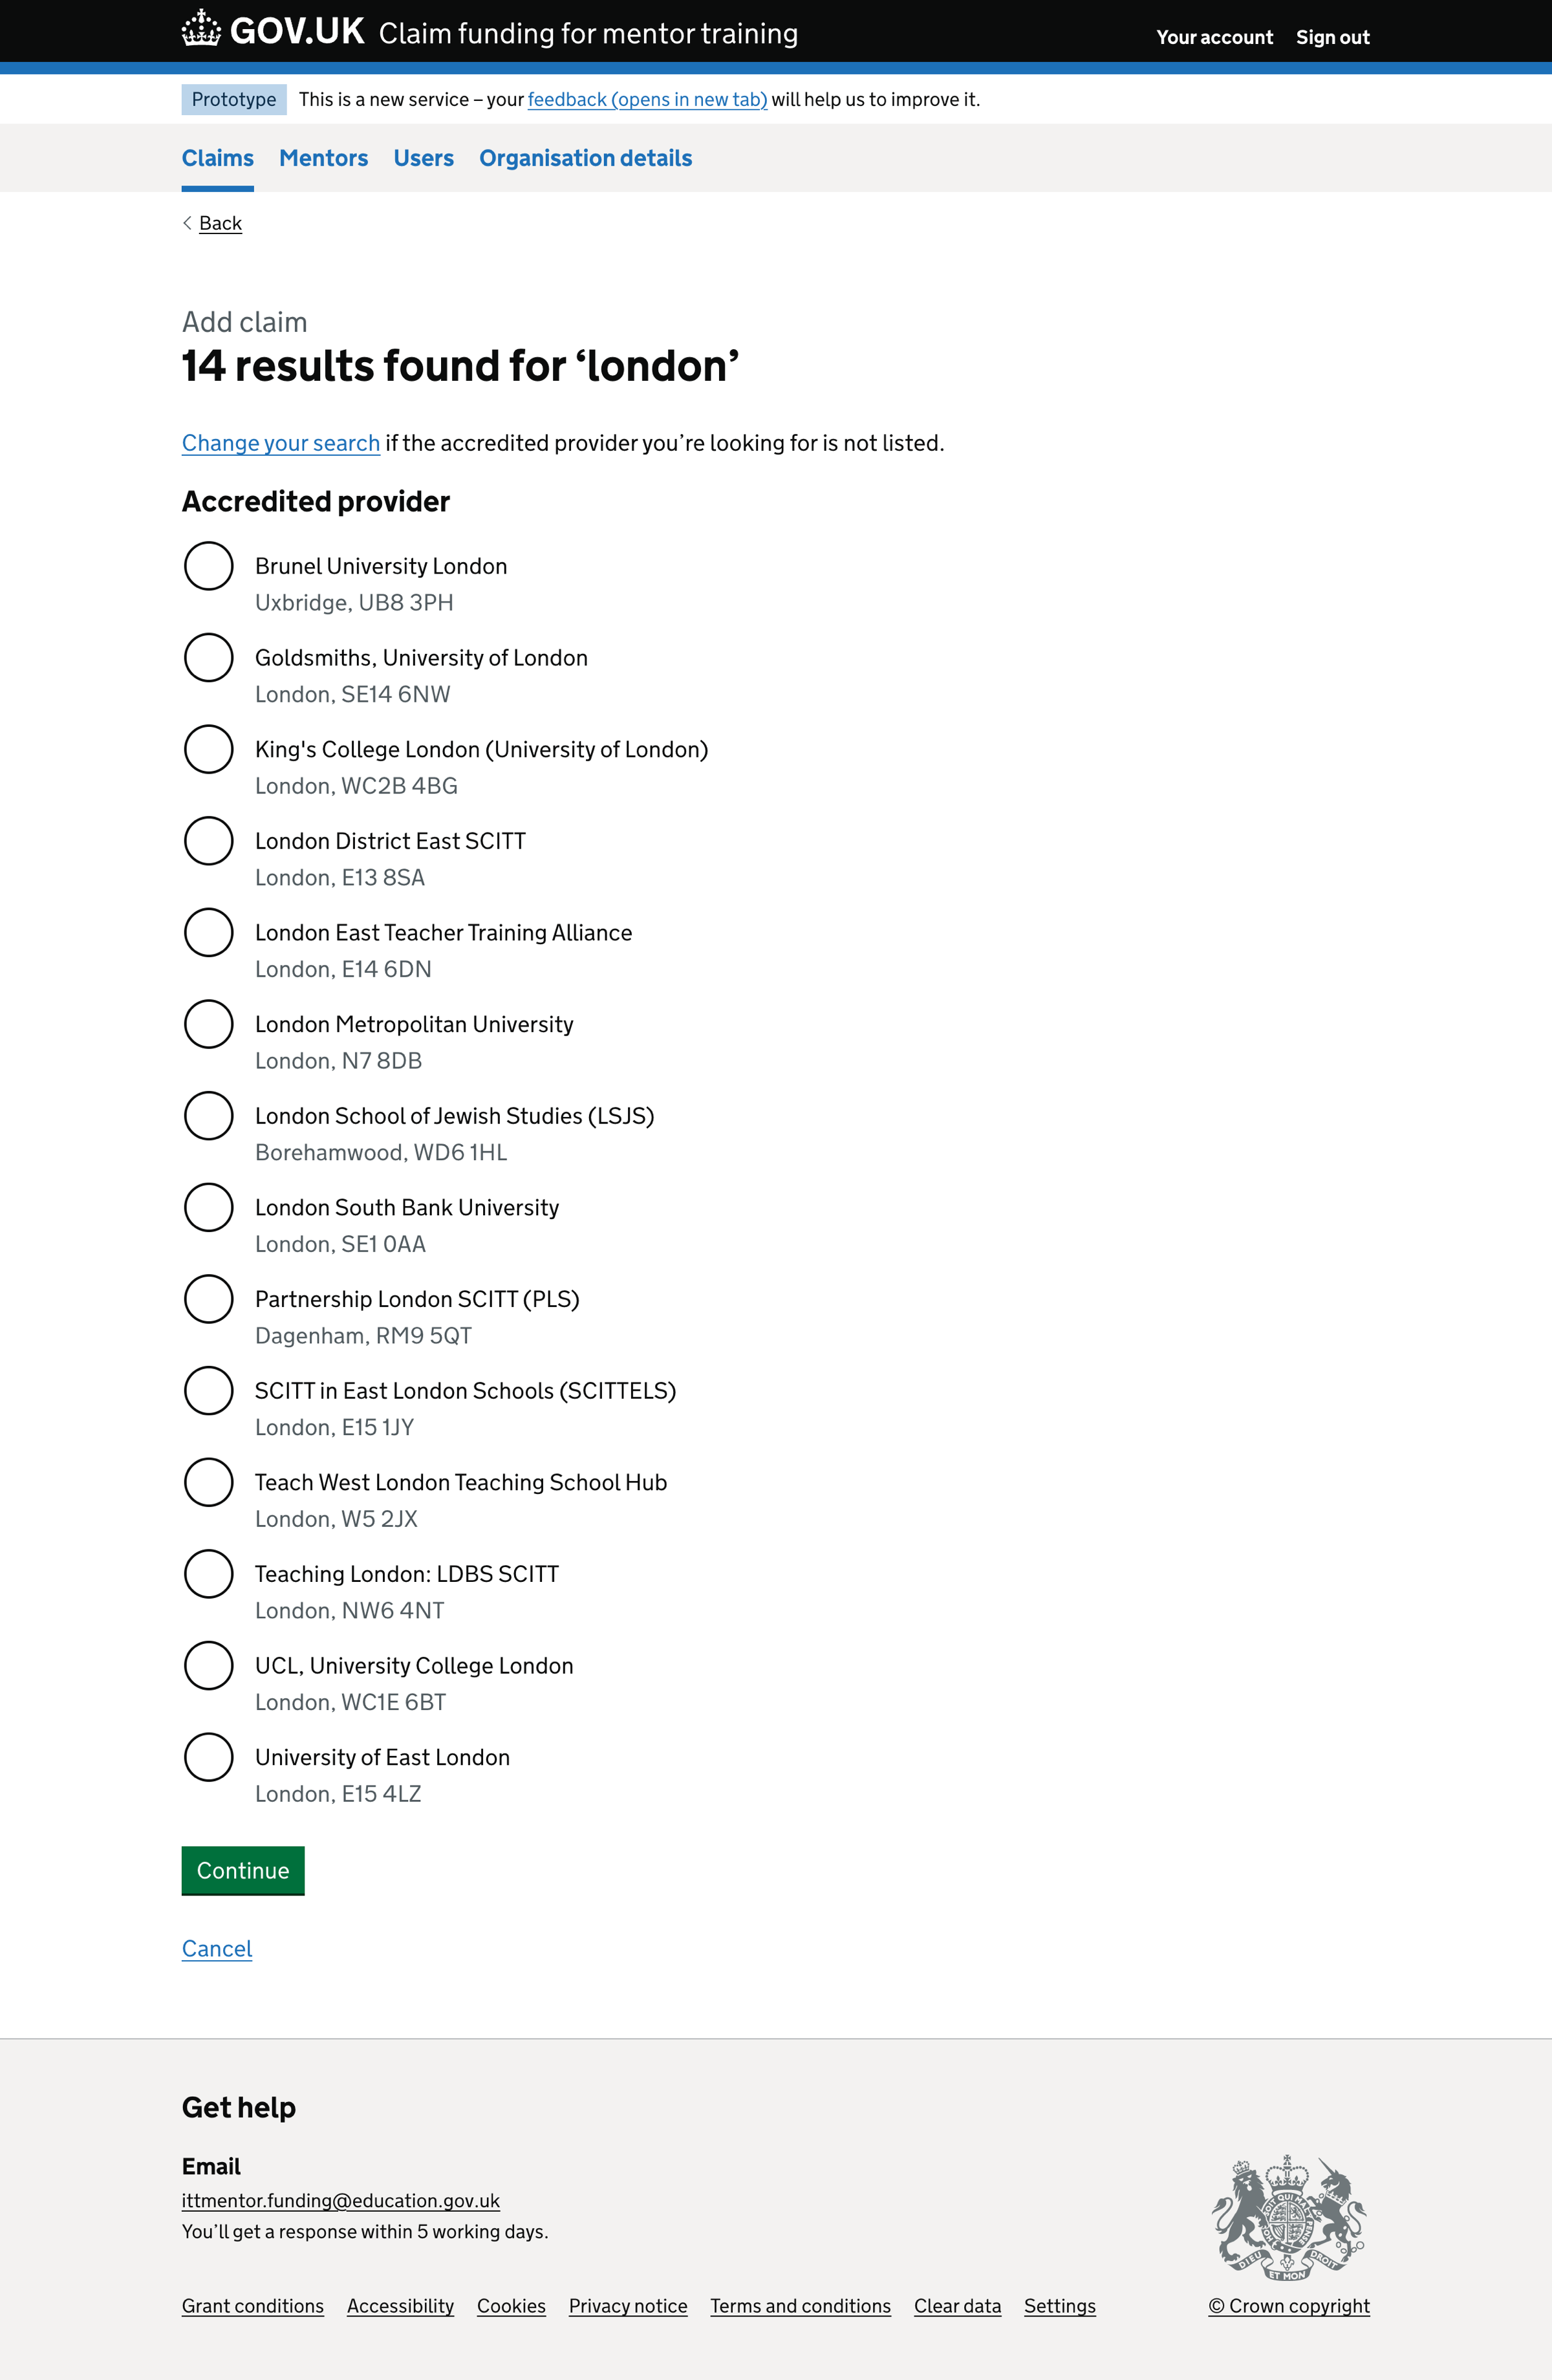 GOV.UK Claim funding for mentor training
Your account Sign out
Prototype This is a new service – your feedback (opens in new tab) will help us to improve it.
Claims Mentors Users Organisation details
Back
Add claim
14 results found for ‘london’
Change your search if the accredited provider you’re looking for is not listed.
Accredited provider
Brunel University London
Uxbridge, UB8 3PH
Goldsmiths, University of London
London, SE14 6NW
King's College London (University of London)
London, WC2B 4BG
London District East SCITT
London, E13 8SA
London East Teacher Training Alliance
London, E14 6DN
London Metropolitan University
London, N7 8DB
London School of Jewish Studies (LSJS)
Borehamwood, WD6 1HL
London South Bank University
London, SE1 0AA
Partnership London SCITT (PLS)
Dagenham, RM9 5QT
SCITT in East London Schools (SCITTELS)
London, E15 1JY
Teach West London Teaching School Hub
London, W5 2JX
Teaching London: LDBS SCITT
London, NW6 4NT
UCL, University College London
London, WC1E 6BT
University of East London
London, E15 4LZ
Continue
Cancel
Get help
Email
ittmentor.funding@education.gov.uk
You’ll get a response within 5 working days.
DIEU ET MON DROIT
Grant conditions Accessibility Cookies Privacy notice Terms and conditions Clear data Settings
© Crown copyright